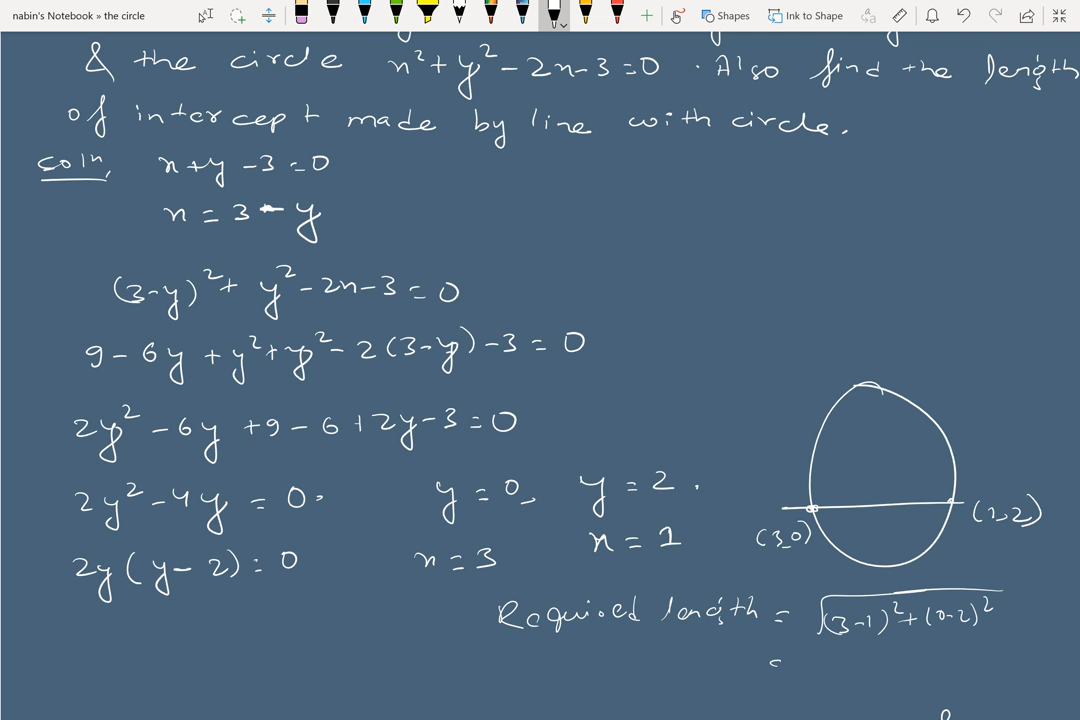 nabin's Notebook » the circle
Shapes Ink to Shape
& the circle x²+y²-2x-3=0. Also find the length
of intercept made by line with circle.
soln, x+y-3=0
x=3-y
(3-y)²+y²-2x-3=0
9-6y+y²+y²-2(3-y)-3=0
2y²-6y+9-6+2y-3=0
2y²-4y=0. y=0, y=2.
2y(y-2)=0 x=3 x=1
(3,0) (1,2)
Required length = √(3-1)²+(0-2)²
=